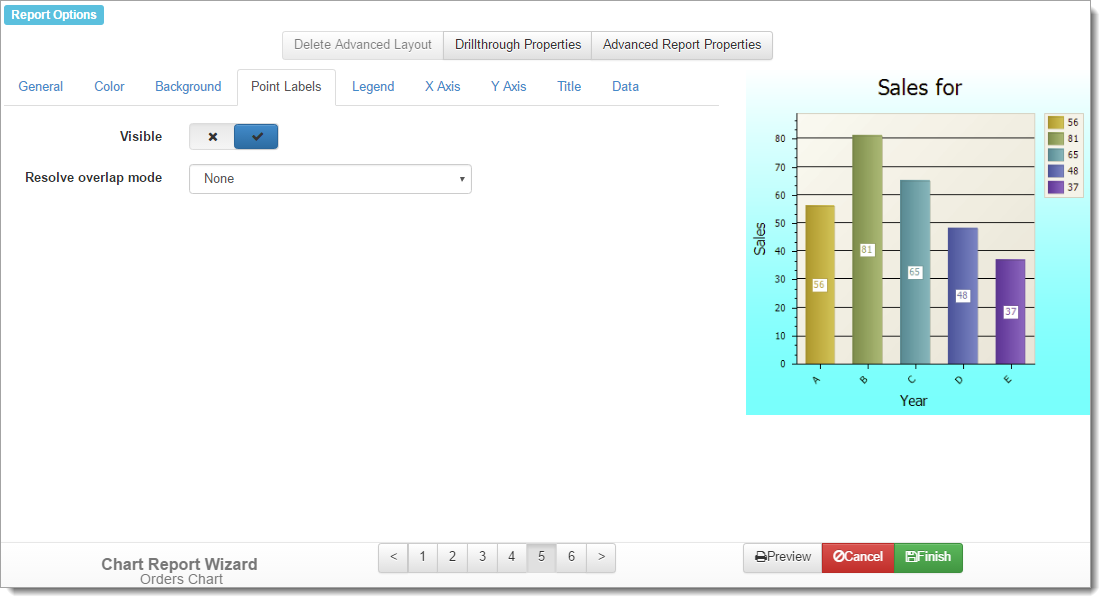 Report Options
Delete Advanced Layout Drillthrough Properties Advanced Report Properties
General Color Background Point Labels Legend X Axis Y Axis Title Data
Visible
Resolve overlap mode None
Sales for
80
70
60
50
40
30
20
10
0
Sales
56
81
65
48
37
A B C D E
Year
56
81
65
48
37
Chart Report Wizard
Orders Chart
< 1 2 3 4 5 6 >
Preview Cancel Finish